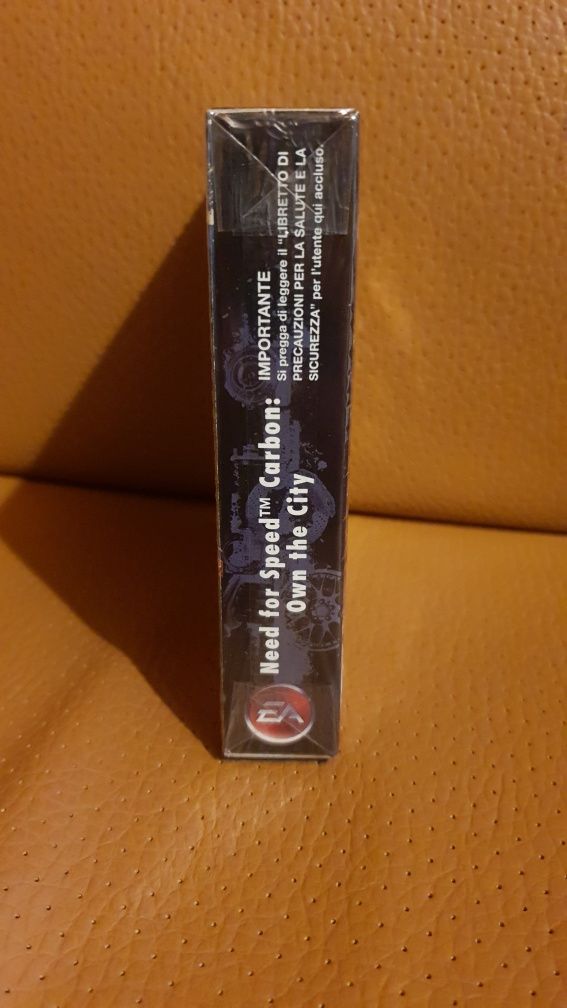 EA
Need for Speed™ Carbon:
Own the City
IMPORTANTE
Si prega di leggere il "LIBRETTO DI
PRECAUZIONI PER LA SALUTE E LA
SICUREZZA" per l'utente qui accluso.